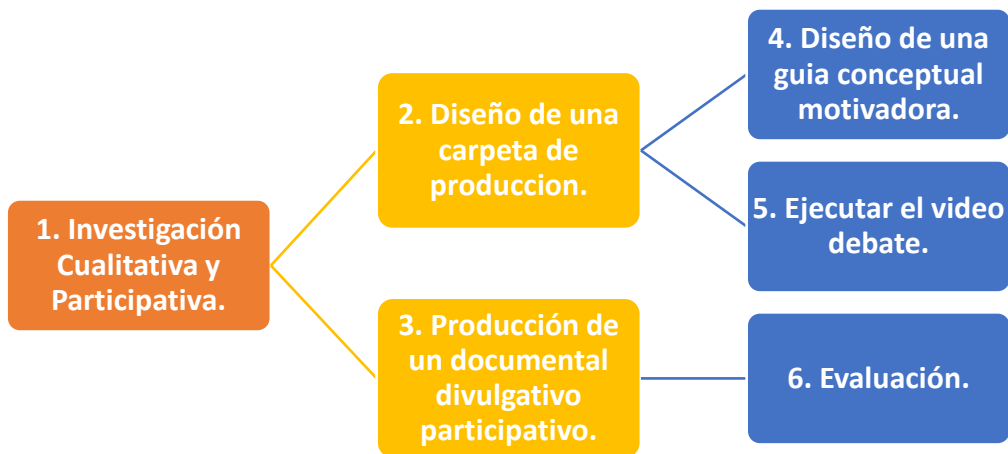 1. Investigación
Cualitativa y
Participativa.
2. Diseño de una
carpeta de
produccion.
3. Producción de
un documental
divulgativo
participativo.
4. Diseño de una
guia conceptual
motivadora.
5. Ejecutar el video
debate.
6. Evaluación.